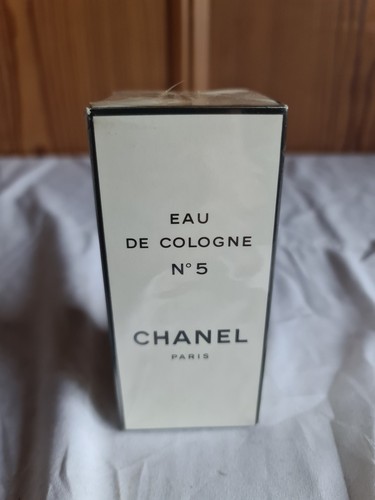 EAU
DE COLOGNE
N° 5
CHANEL
PARIS